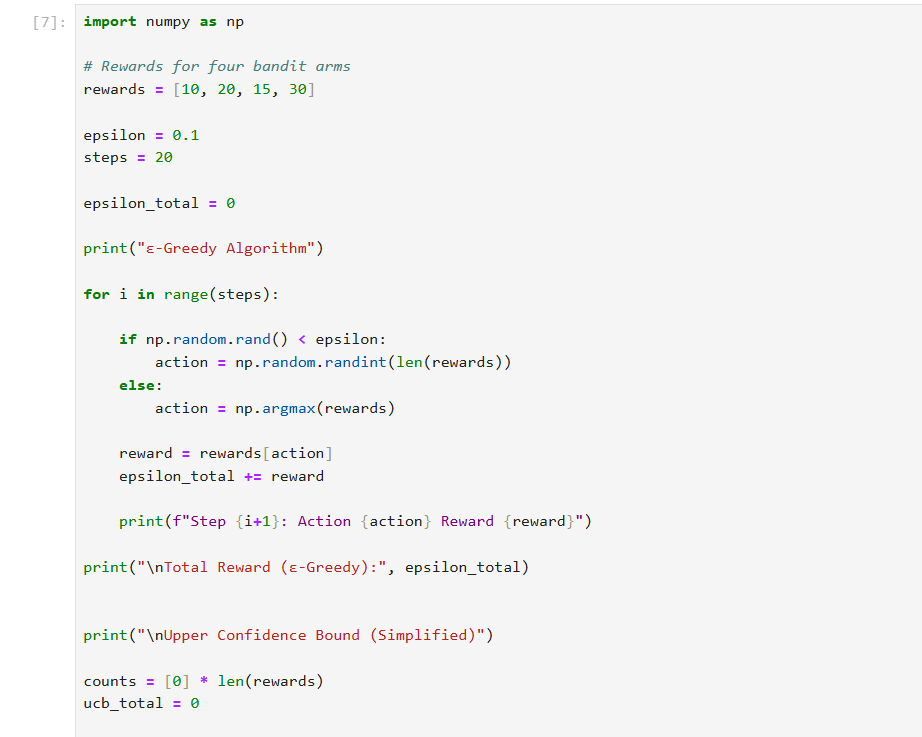 [7]:
import numpy as np
# Rewards for four bandit arms
rewards = [10, 20, 15, 30]
epsilon = 0.1
steps = 20
epsilon_total = 0
print("ε-Greedy Algorithm")
for i in range(steps):
    if np.random.rand() < epsilon:
        action = np.random.randint(len(rewards))
    else:
        action = np.argmax(rewards)
    reward = rewards[action]
    epsilon_total += reward
    print(f"Step {i+1}: Action {action} Reward {reward}")
print("\nTotal Reward (ε-Greedy):", epsilon_total)
print("\nUpper Confidence Bound (Simplified)")
counts = [0] * len(rewards)
ucb_total = 0